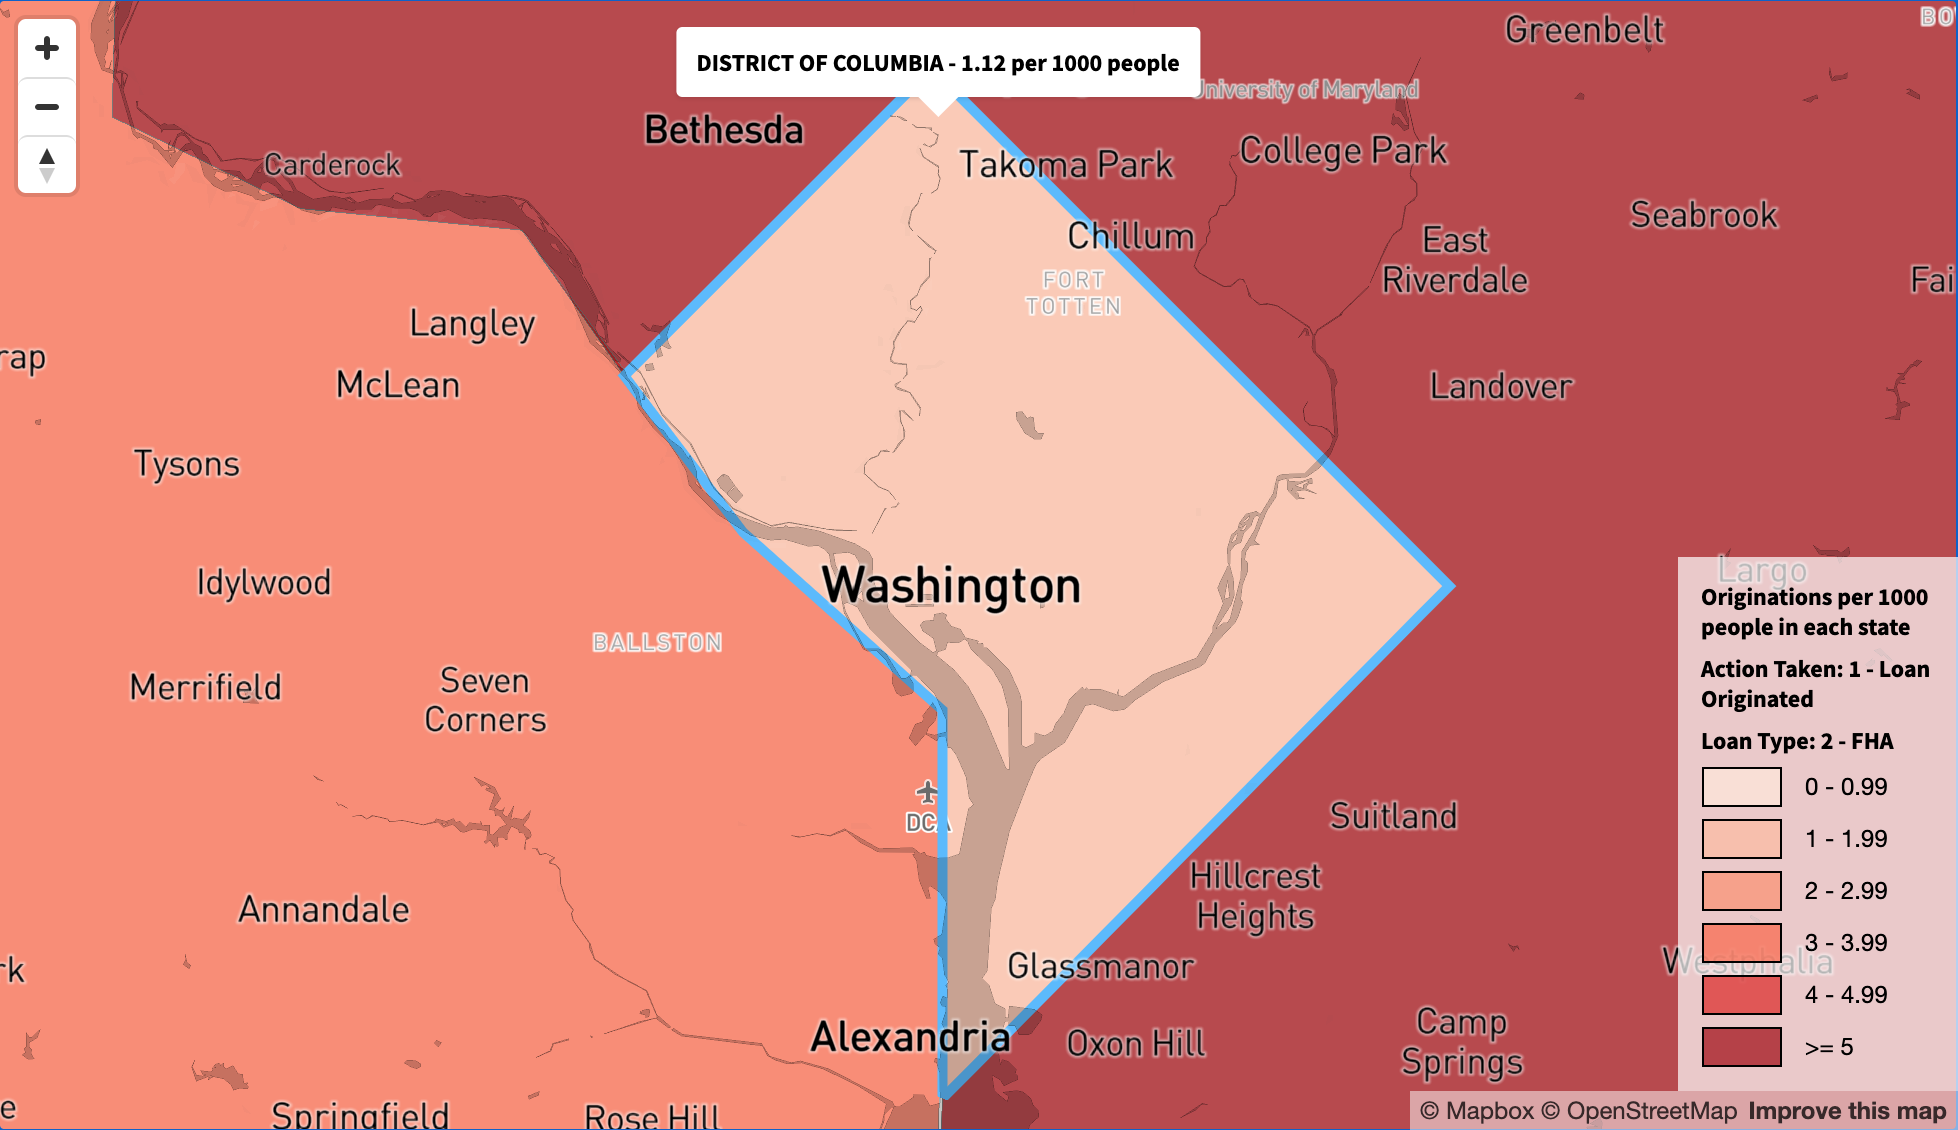 Greenbelt
BO
DISTRICT OF COLUMBIA - 1.12 per 1000 people
University of Maryland
Bethesda
Carderock
Takoma Park
College Park
Seabrook
Chillum
East
Riverdale
FORT
TOTTEN
Fai
Langley
rap
McLean
Landover
Tysons
Washington
Idylwood
BALLSTON
Merrifield
Seven
Corners
DCA
Suitland
Hillcrest
Heights
Annandale
Glassmanor
rk
Alexandria
Oxon Hill
Camp
Springs
e
Springfield
Rose Hill
Largo
Originations per 1000
people in each state
Action Taken: 1 - Loan
Originated
Loan Type: 2 - FHA
0 - 0.99
1 - 1.99
2 - 2.99
3 - 3.99
Westphalia
4 - 4.99
>= 5
© Mapbox © OpenStreetMap Improve this map